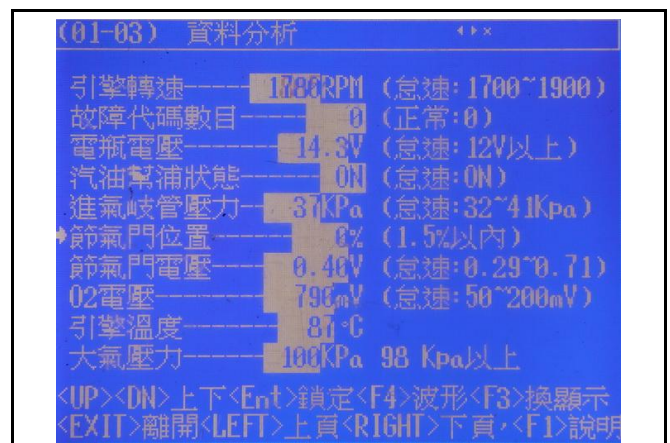 (01-03) 資料分析
引擎轉速------1786RPM (怠速:1700~1900)
故障代碼數目------0 (正常:0)
電瓶電壓------14.3V (怠速:12V以上)
汽油幫浦狀態------ON (怠速:ON)
進氣岐管壓力----37KPa (怠速:32~41Kpa)
節氣門位置------0% (1.5%以內)
節氣門電壓------0.46V (怠速:0.29~0.71)
O2電壓------790mV (怠速:50~200mV)
引擎溫度------87°C
大氣壓力------100KPa 98 Kpa以上
<UP><DN>上下<Ent>鎖定<F4>波形<F3>換顯示
<EXIT>離開<LEFT>上頁<RIGHT>下頁,<F1>說明